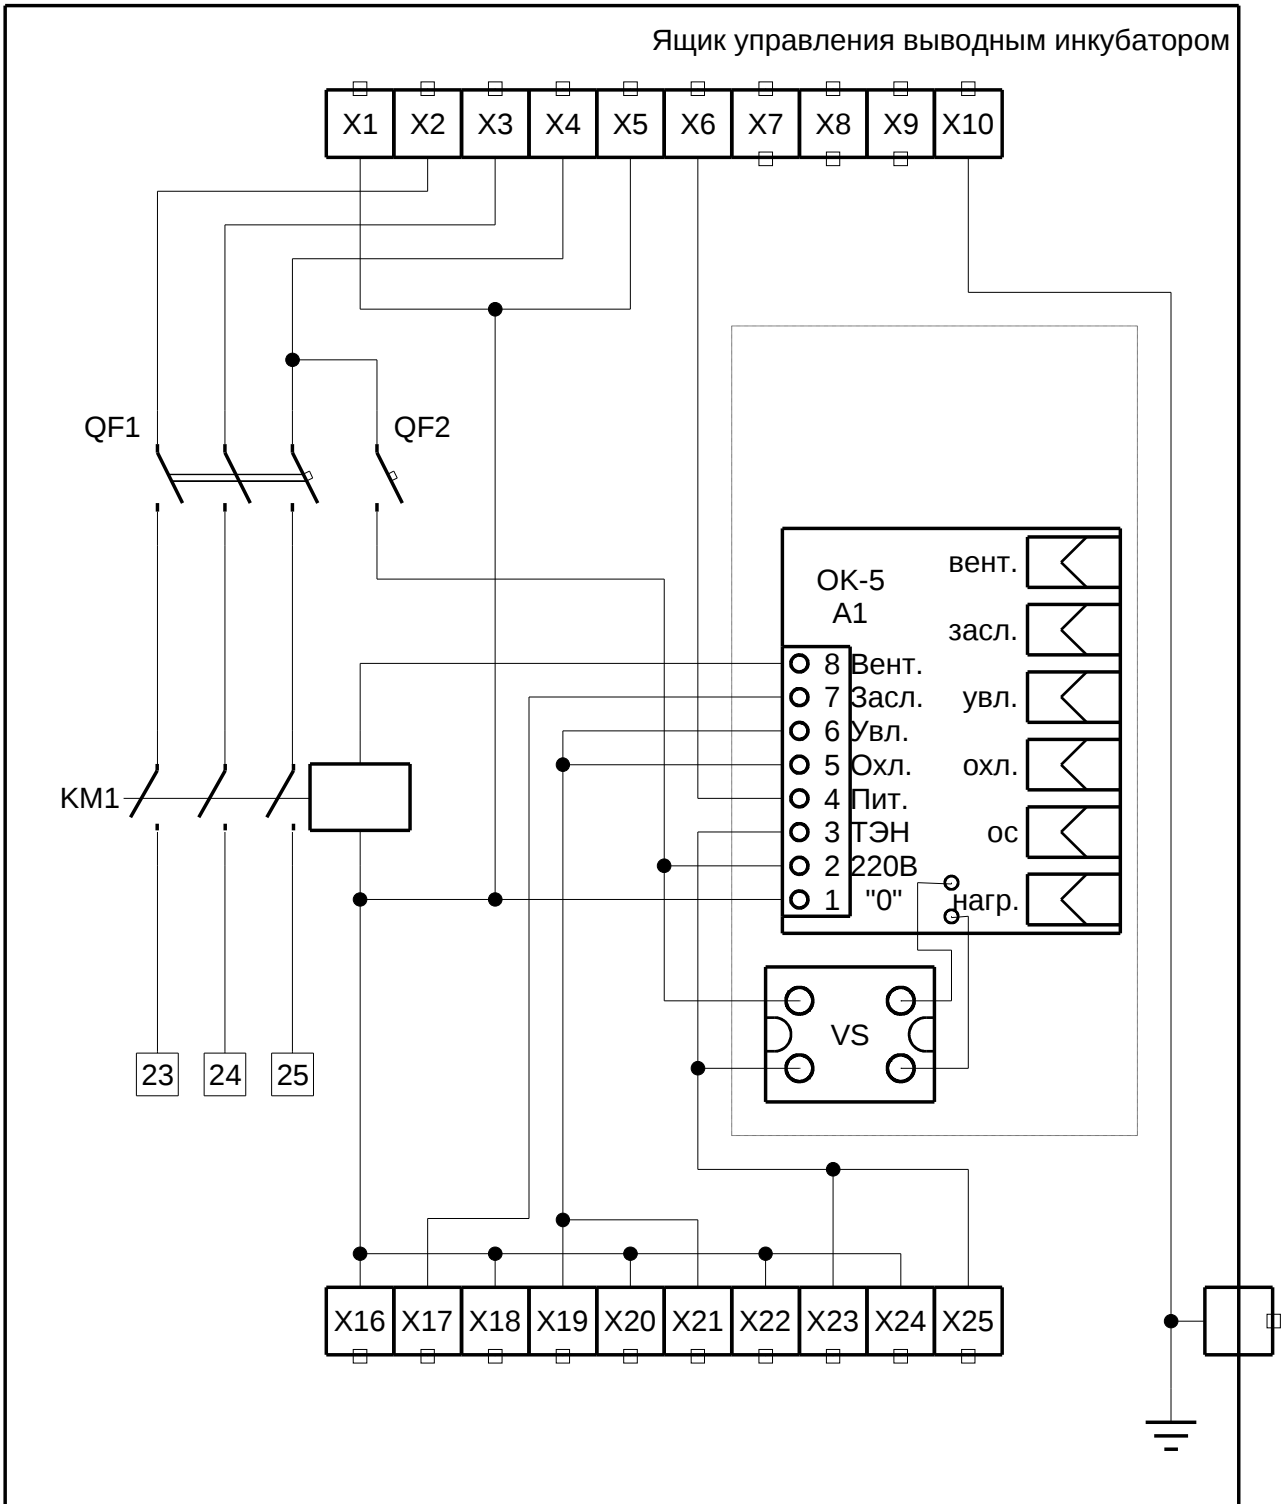 Ящик управления выводным инкубатором
X1 X2 X3 X4 X5 X6 X7 X8 X9 X10
QF1
QF2
OK-5
A1
вент.
засл.
увл.
охл.
ос
нагр.
8 Вент.
7 Засл.
6 Увл.
5 Охл.
4 Пит.
3 ТЭН
2 220В
1 "0"
KM1
VS
23 24 25
X16 X17 X18 X19 X20 X21 X22 X23 X24 X25